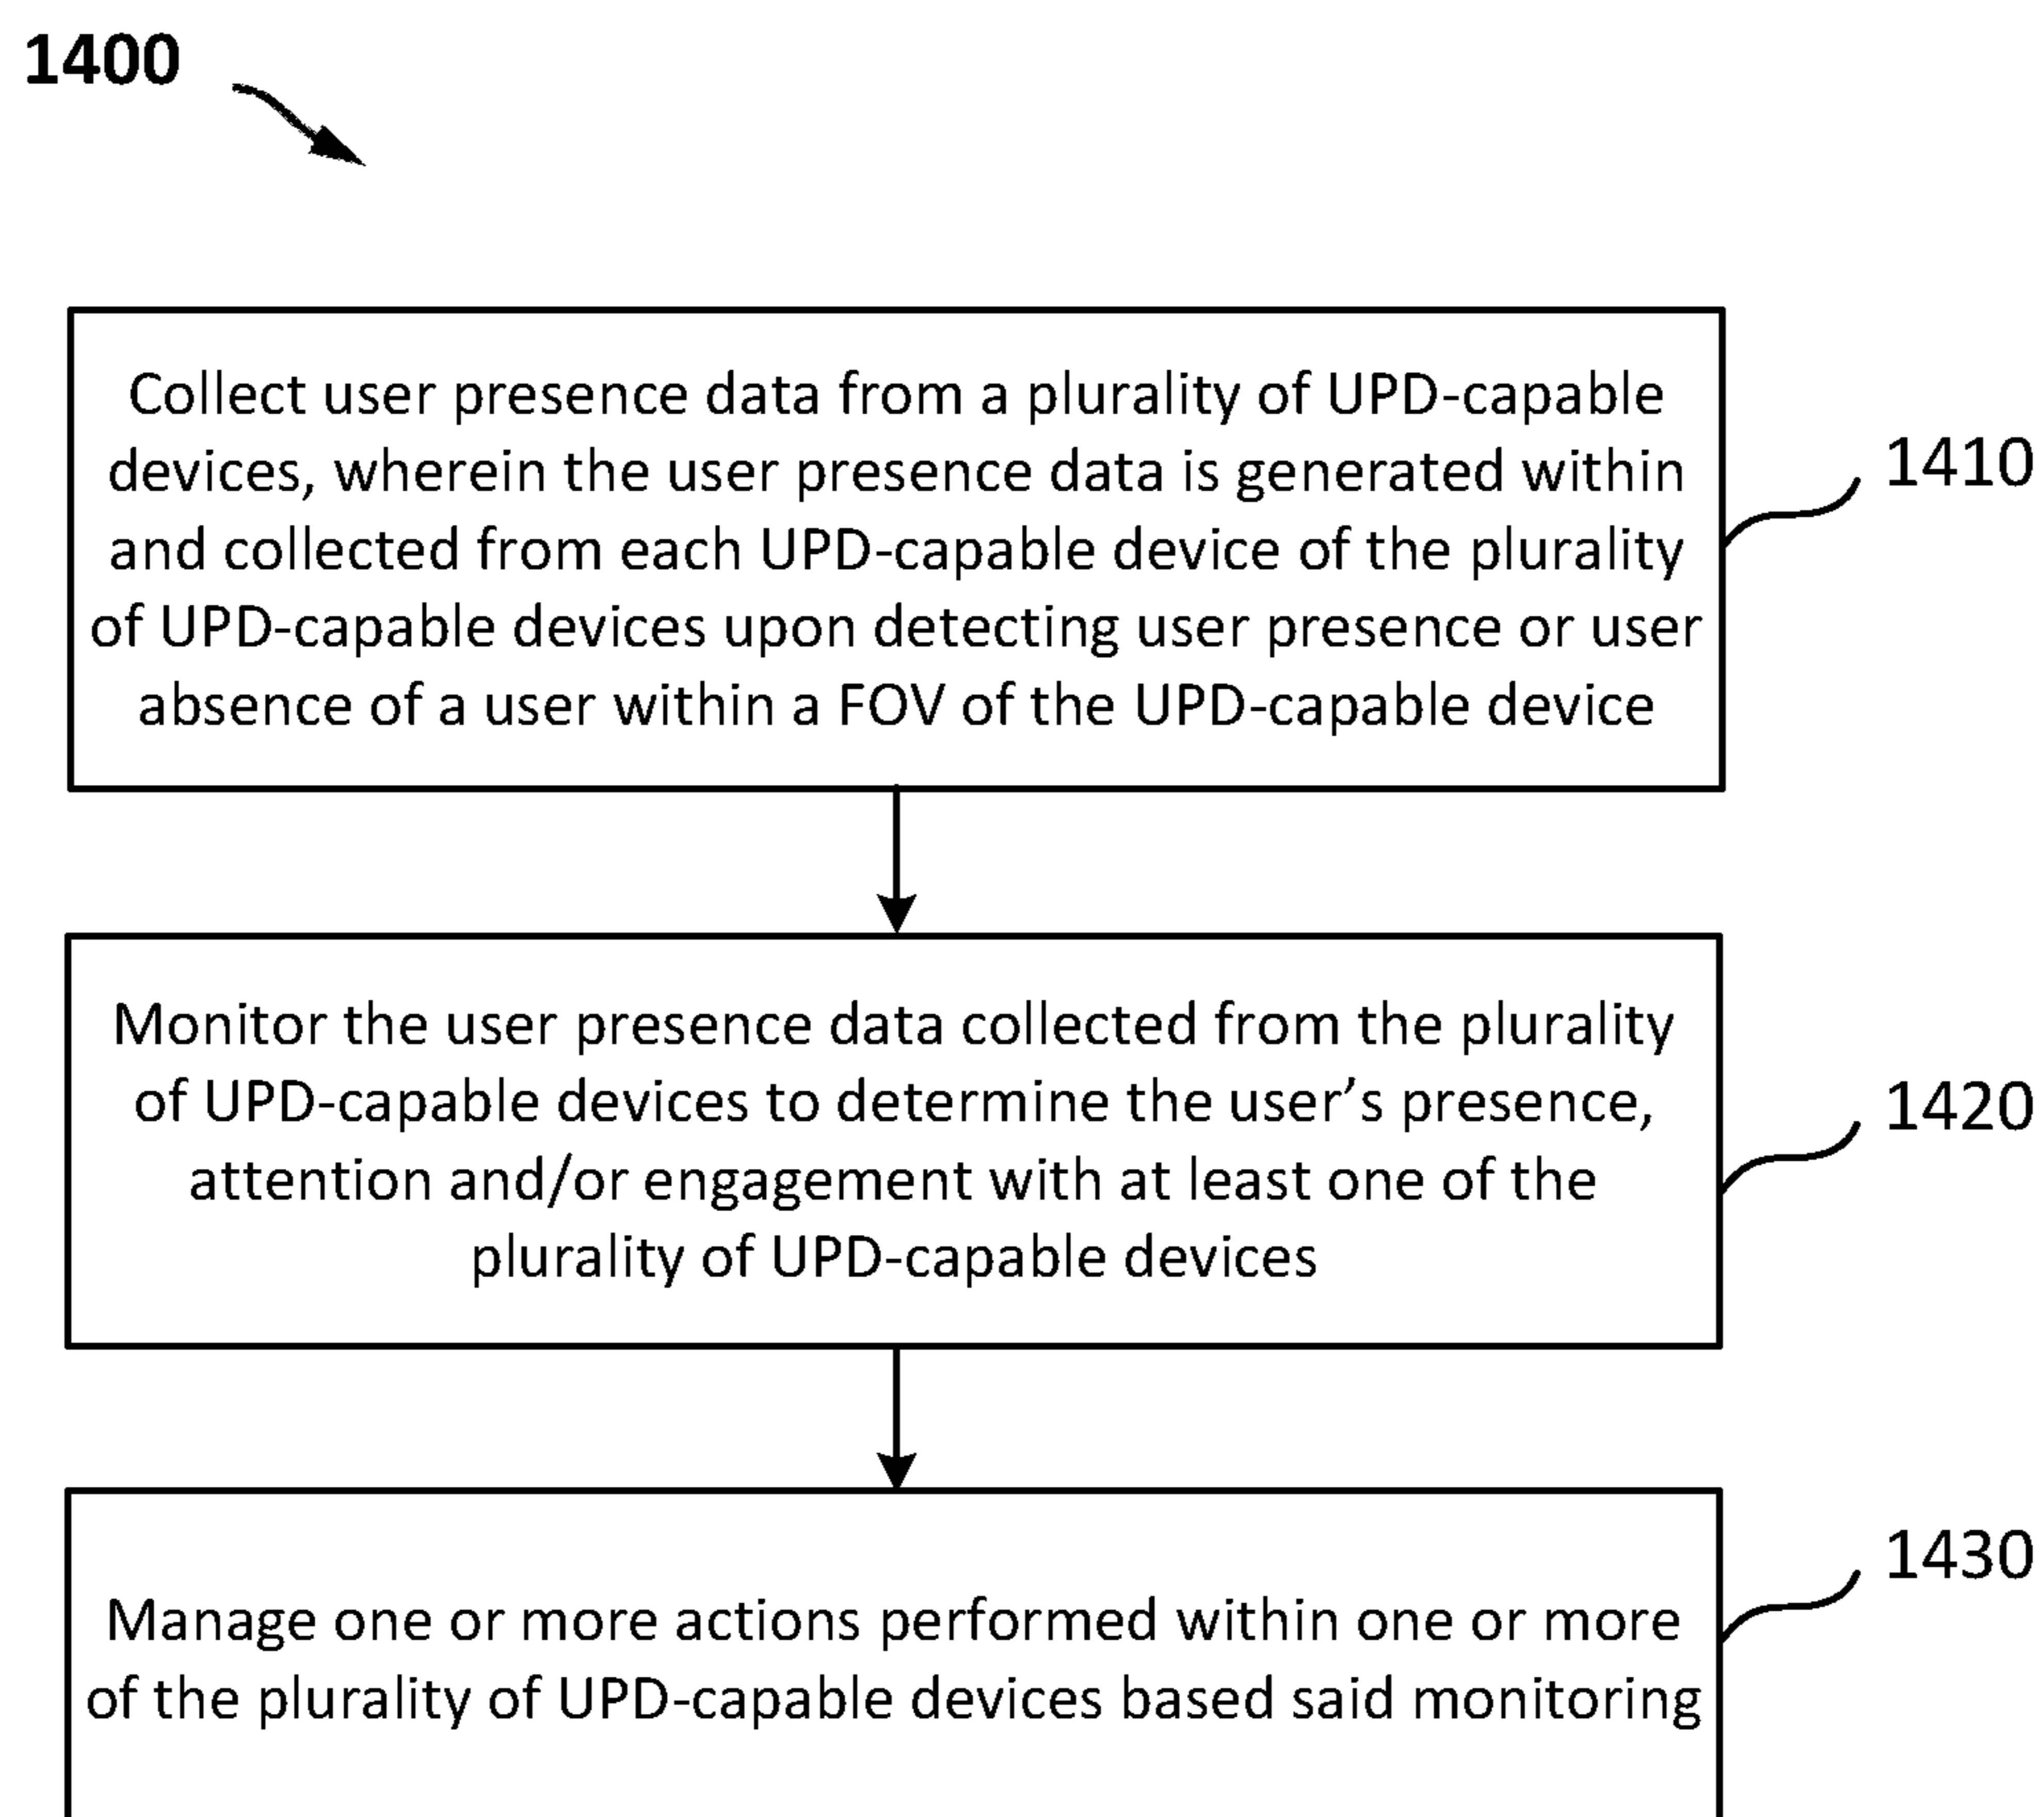 1400
Collect user presence data from a plurality of UPD-capable
devices, wherein the user presence data is generated within
and collected from each UPD-capable device of the plurality
of UPD-capable devices upon detecting user presence or user
absence of a user within a FOV of the UPD-capable device
1410
Monitor the user presence data collected from the plurality
of UPD-capable devices to determine the user’s presence,
attention and/or engagement with at least one of the
plurality of UPD-capable devices
1420
Manage one or more actions performed within one or more
of the plurality of UPD-capable devices based said monitoring
1430